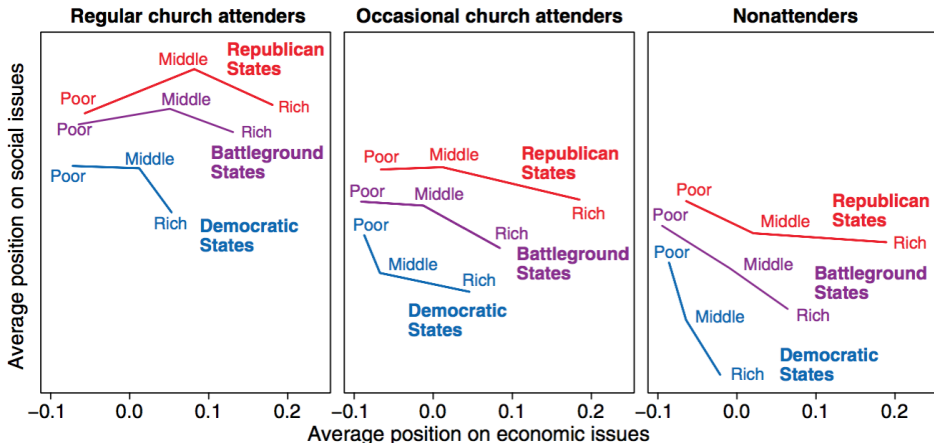 Regular church attenders
Occasional church attenders
Nonattenders
Average position on social issues
Republican
States
Middle
Poor
Rich
Middle
Poor
Rich
Battleground
States
Middle
Poor
Rich
Democratic
States
Poor
Middle
Republican
States
Rich
Poor
Middle
Rich
Battleground
States
Poor
Middle
Rich
Democratic
States
Poor
Middle
Republican
States
Rich
Poor
Middle
Battleground
States
Rich
Poor
Middle
Democratic
States
Rich
−0.1 0.0 0.1 0.2
−0.1 0.0 0.1 0.2
−0.1 0.0 0.1 0.2
Average position on economic issues